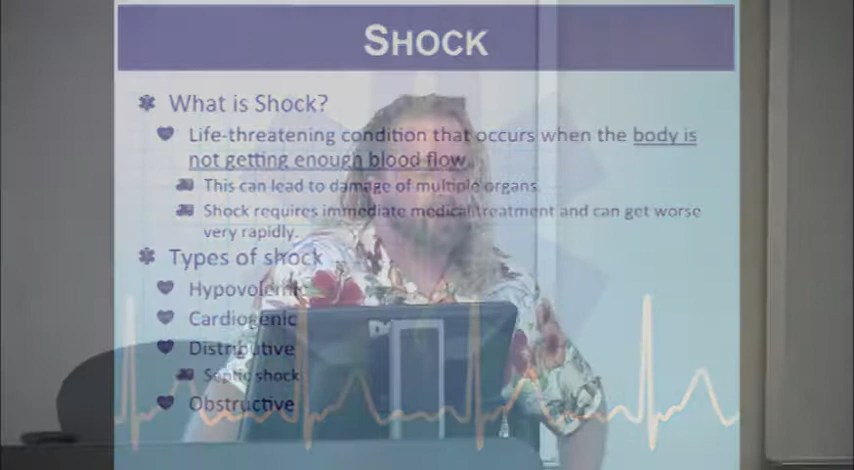 SHOCK
What is Shock?
Life-threatening condition that occurs when the body is
not getting enough blood flow.
This can lead to damage of multiple organs.
Shock requires immediate medical treatment and can get worse
very rapidly.
Types of shock
Hypovolemic
Cardiogenic
Distributive
Septic shock
Obstructive